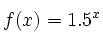 f(x) = 1.5^x